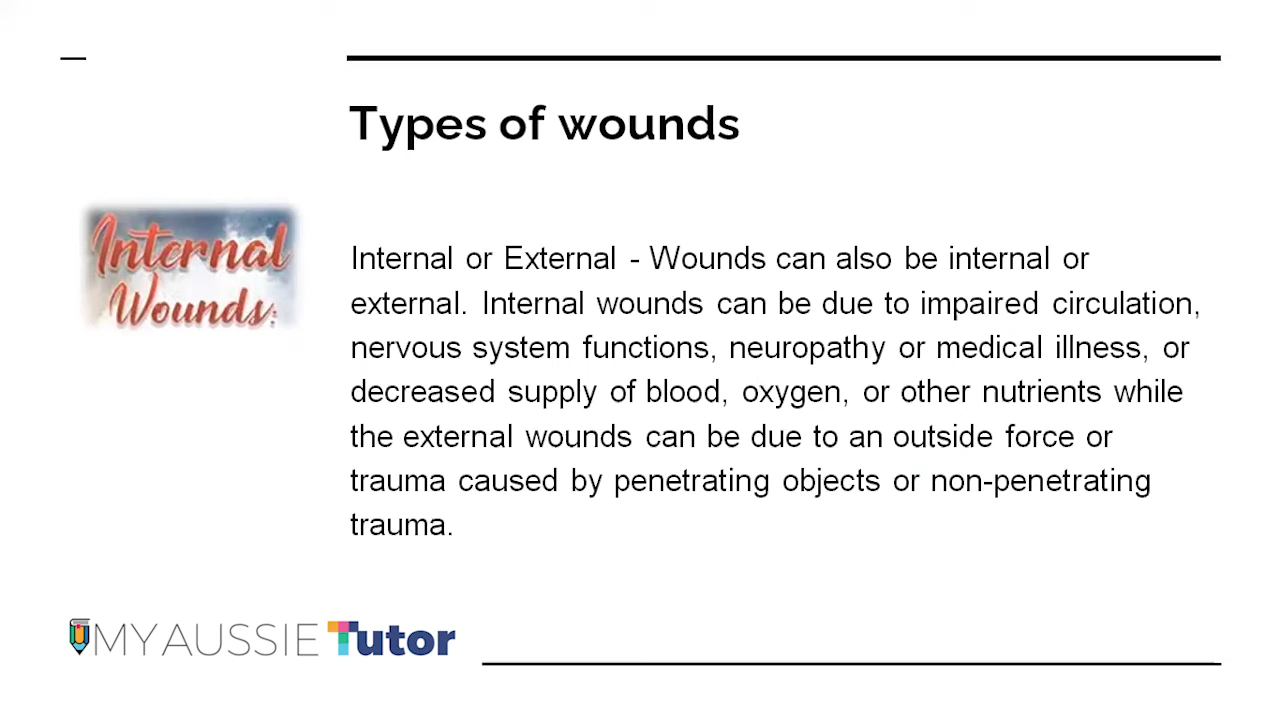 Types of wounds
Internal
Wounds:
Internal or External - Wounds can also be internal or
external. Internal wounds can be due to impaired circulation,
nervous system functions, neuropathy or medical illness, or
decreased supply of blood, oxygen, or other nutrients while
the external wounds can be due to an outside force or
trauma caused by penetrating objects or non-penetrating
trauma.
MY AUSSIE Tutor